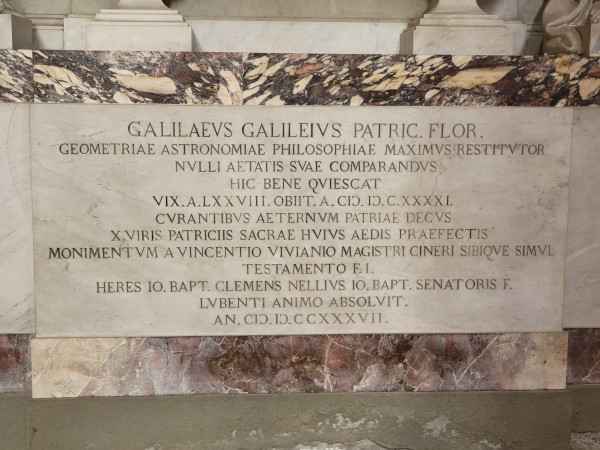 GALILAEVS GALILEIVS PATRIC. FLOR.
GEOMETRIAE ASTRONOMIAE PHILOSOPHIAE MAXIMVS RESTITVTOR
NVLLI AETATIS SVAE COMPARANDVS
HIC BENE QVIESCAT
VIX. A. LXXVIII. OBIIT. A. CIↃ. IↃ. C. XXXXI.
CVRANTIBVS AETERNVM PATRIAE DECVS
X. VIRIS PATRICIIS SACRAE HVIVS AEDIS PRAEFECTIS
MONIMENTVM A VINCENTIO VIVIANIO MAGISTRI CINERI SIBIQVE SIMVL
TESTAMENTO F. I.
HERES IO. BAPT. CLEMENS NELLIVS IO. BAPT. SENATORIS F.
LVBENTI ANIMO ABSOLVIT.
AN. CIↃ. IↃ. CCXXXVII.